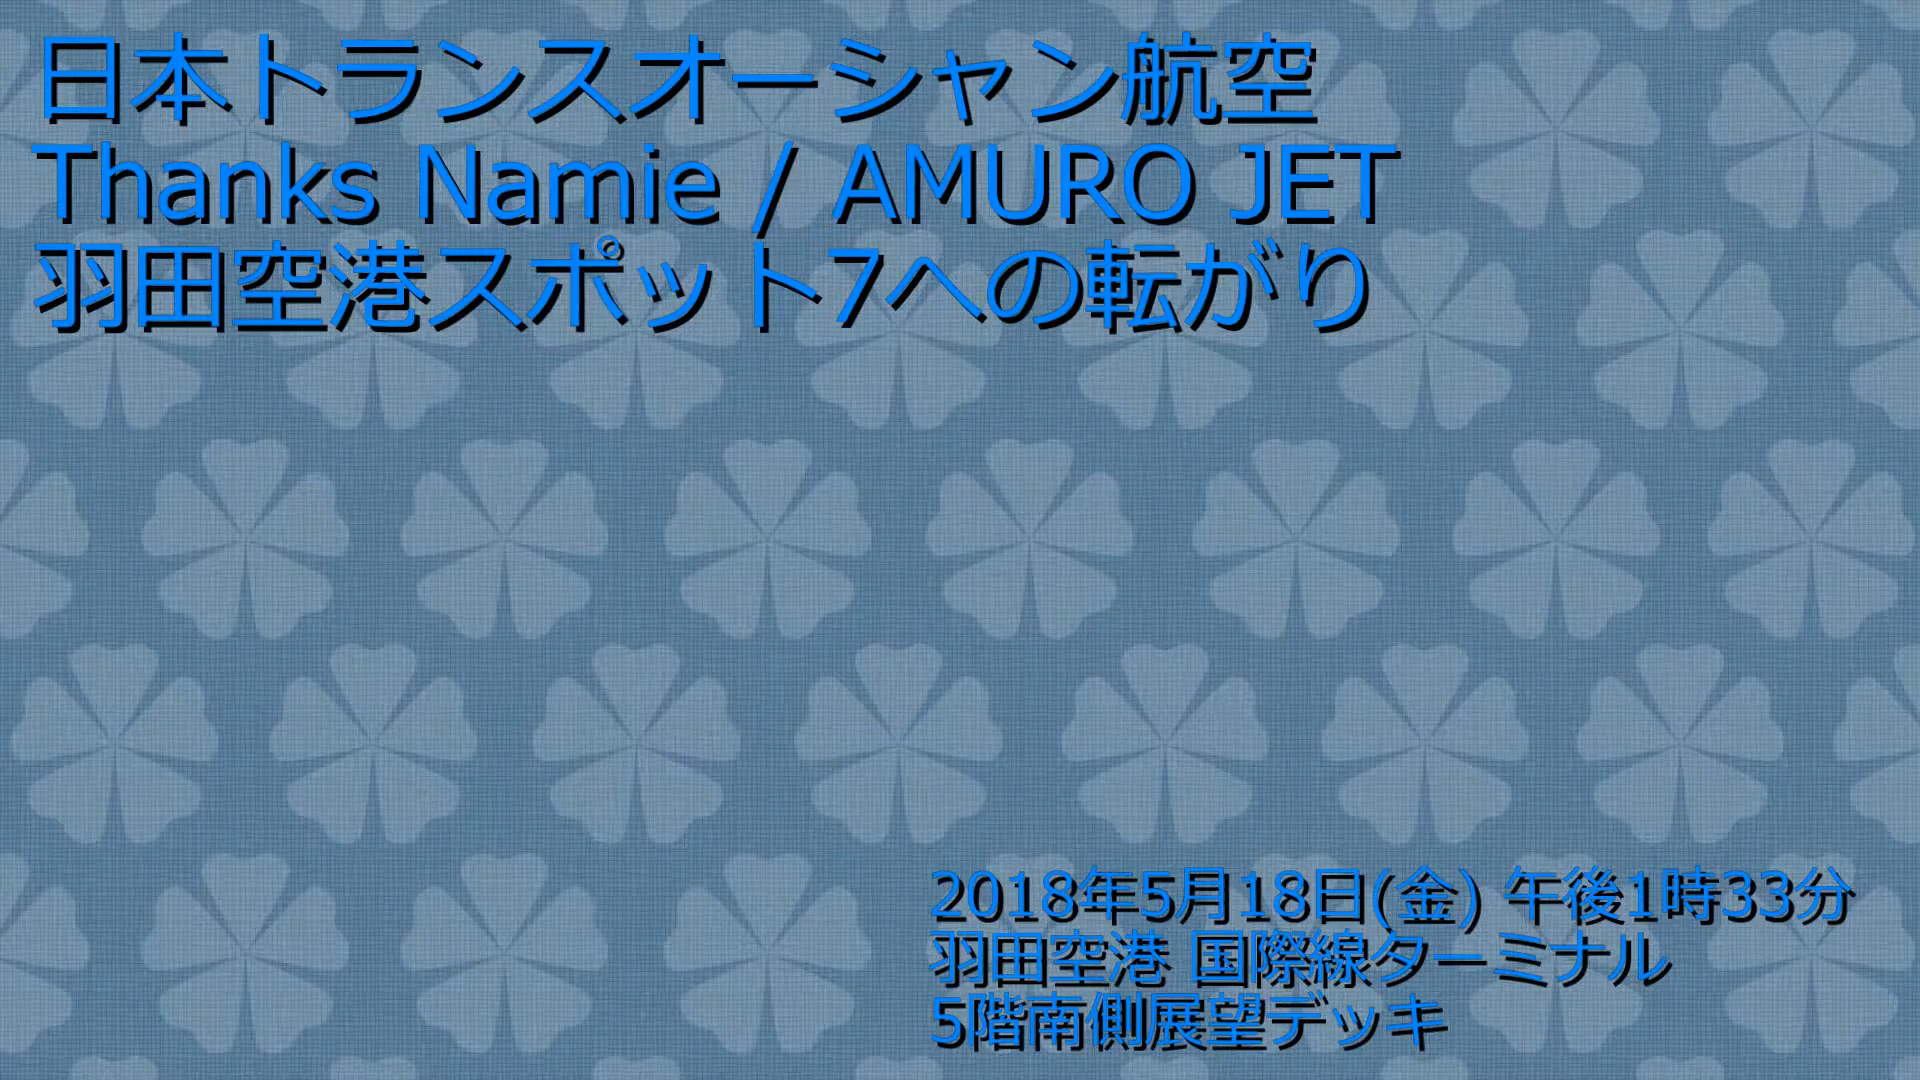 日本トランスオーシャン航空
Thanks Namie / AMURO JET
羽田空港スポット7への転がり
2018年5月18日(金) 午後1時33分
羽田空港 国際線ターミナル
5階南側展望デッキ